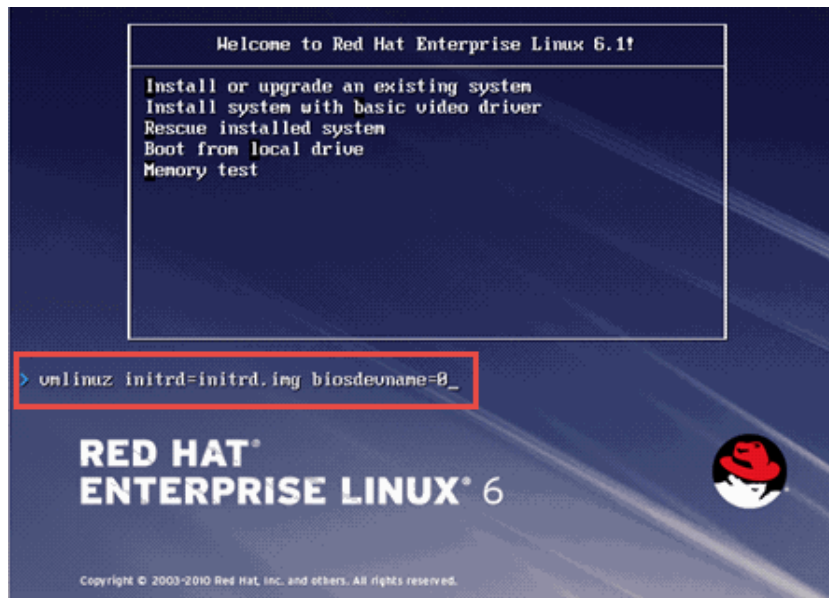 Welcome to Red Hat Enterprise Linux 6.1!
Install or upgrade an existing system
Install system with basic video driver
Rescue installed system
Boot from local drive
Memory test
> vmlinuz initrd=initrd.img biosdevname=0_
RED HAT®
ENTERPRISE LINUX® 6
Copyright © 2003-2010 Red Hat, Inc. and others. All rights reserved.